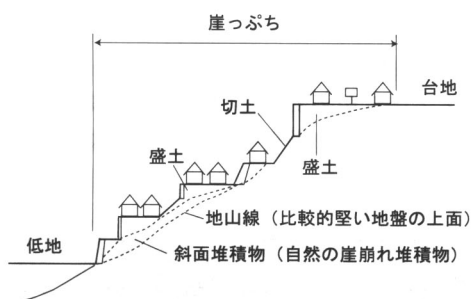 崖っぷち
台地
切土
盛土
盛土
地山線（比較的堅い地盤の上面）
低地
斜面堆積物（自然の崖崩れ堆積物）